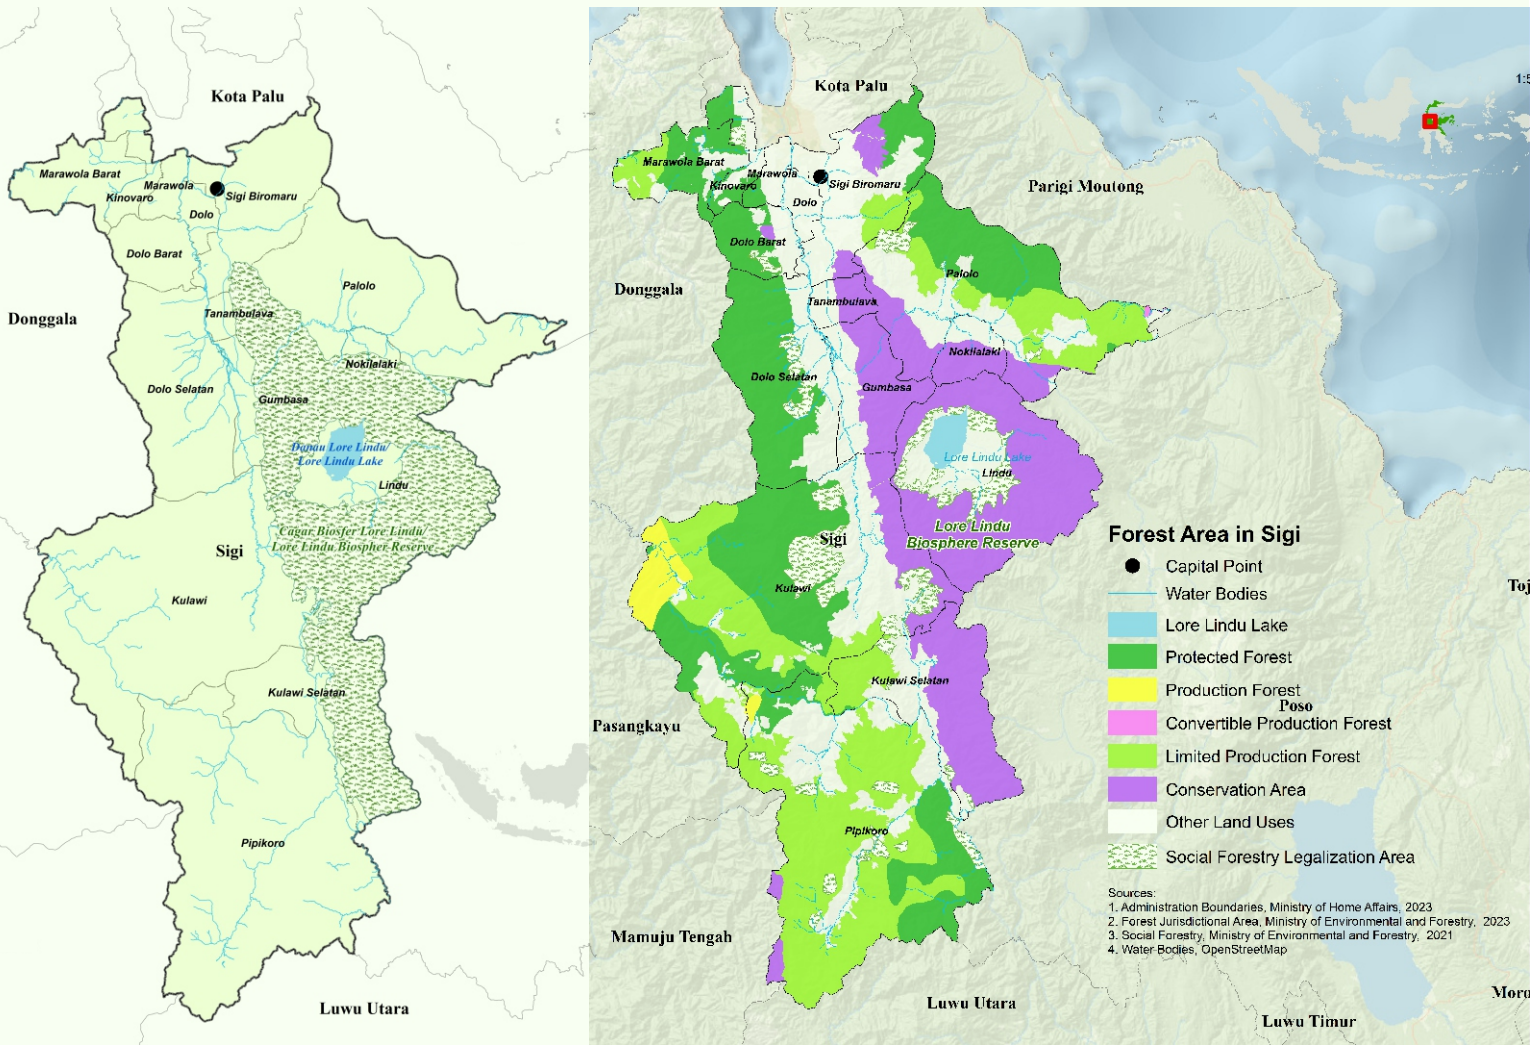 Kota Palu
Marawola Barat
Marawola
Kinovaro
Sigi Biromaru
Dolo
Dolo Barat
Palolo
Donggala
Tanambulava
Nokilalaki
Dolo Selatan
Gumbasa
Danau Lore Lindu/
Lore Lindu Lake
Lindu
Cagar Biosfer Lore Lindu/
Lore Lindu Biospher Reserve
Sigi
Kulawi
Kulawi Selatan
Pipikoro
Luwu Utara
Kota Palu
Marawola Barat
Marawola
Kinovaro
Sigi Biromaru
Dolo
Parigi Moutong
Dolo Barat
Palolo
Donggala
Tanambulava
Nokilalaki
Dolo Selatan
Gumbasa
Lore Lindu Lake
Lindu
Lore Lindu
Biosphere Reserve
Sigi
Kulawi
Kulawi Selatan
Pasangkayu
Pipikoro
Mamuju Tengah
Luwu Utara
Luwu Timur
Poso
1:5
Toj
Moro
Forest Area in Sigi
Capital Point
Water Bodies
Lore Lindu Lake
Protected Forest
Production Forest
Convertible Production Forest
Limited Production Forest
Conservation Area
Other Land Uses
Social Forestry Legalization Area
Sources:
1. Administration Boundaries, Ministry of Home Affairs, 2023
2. Forest Jurisdictional Area, Ministry of Environmental and Forestry, 2023
3. Social Forestry, Ministry of Environmental and Forestry, 2021
4. Water Bodies, OpenStreetMap